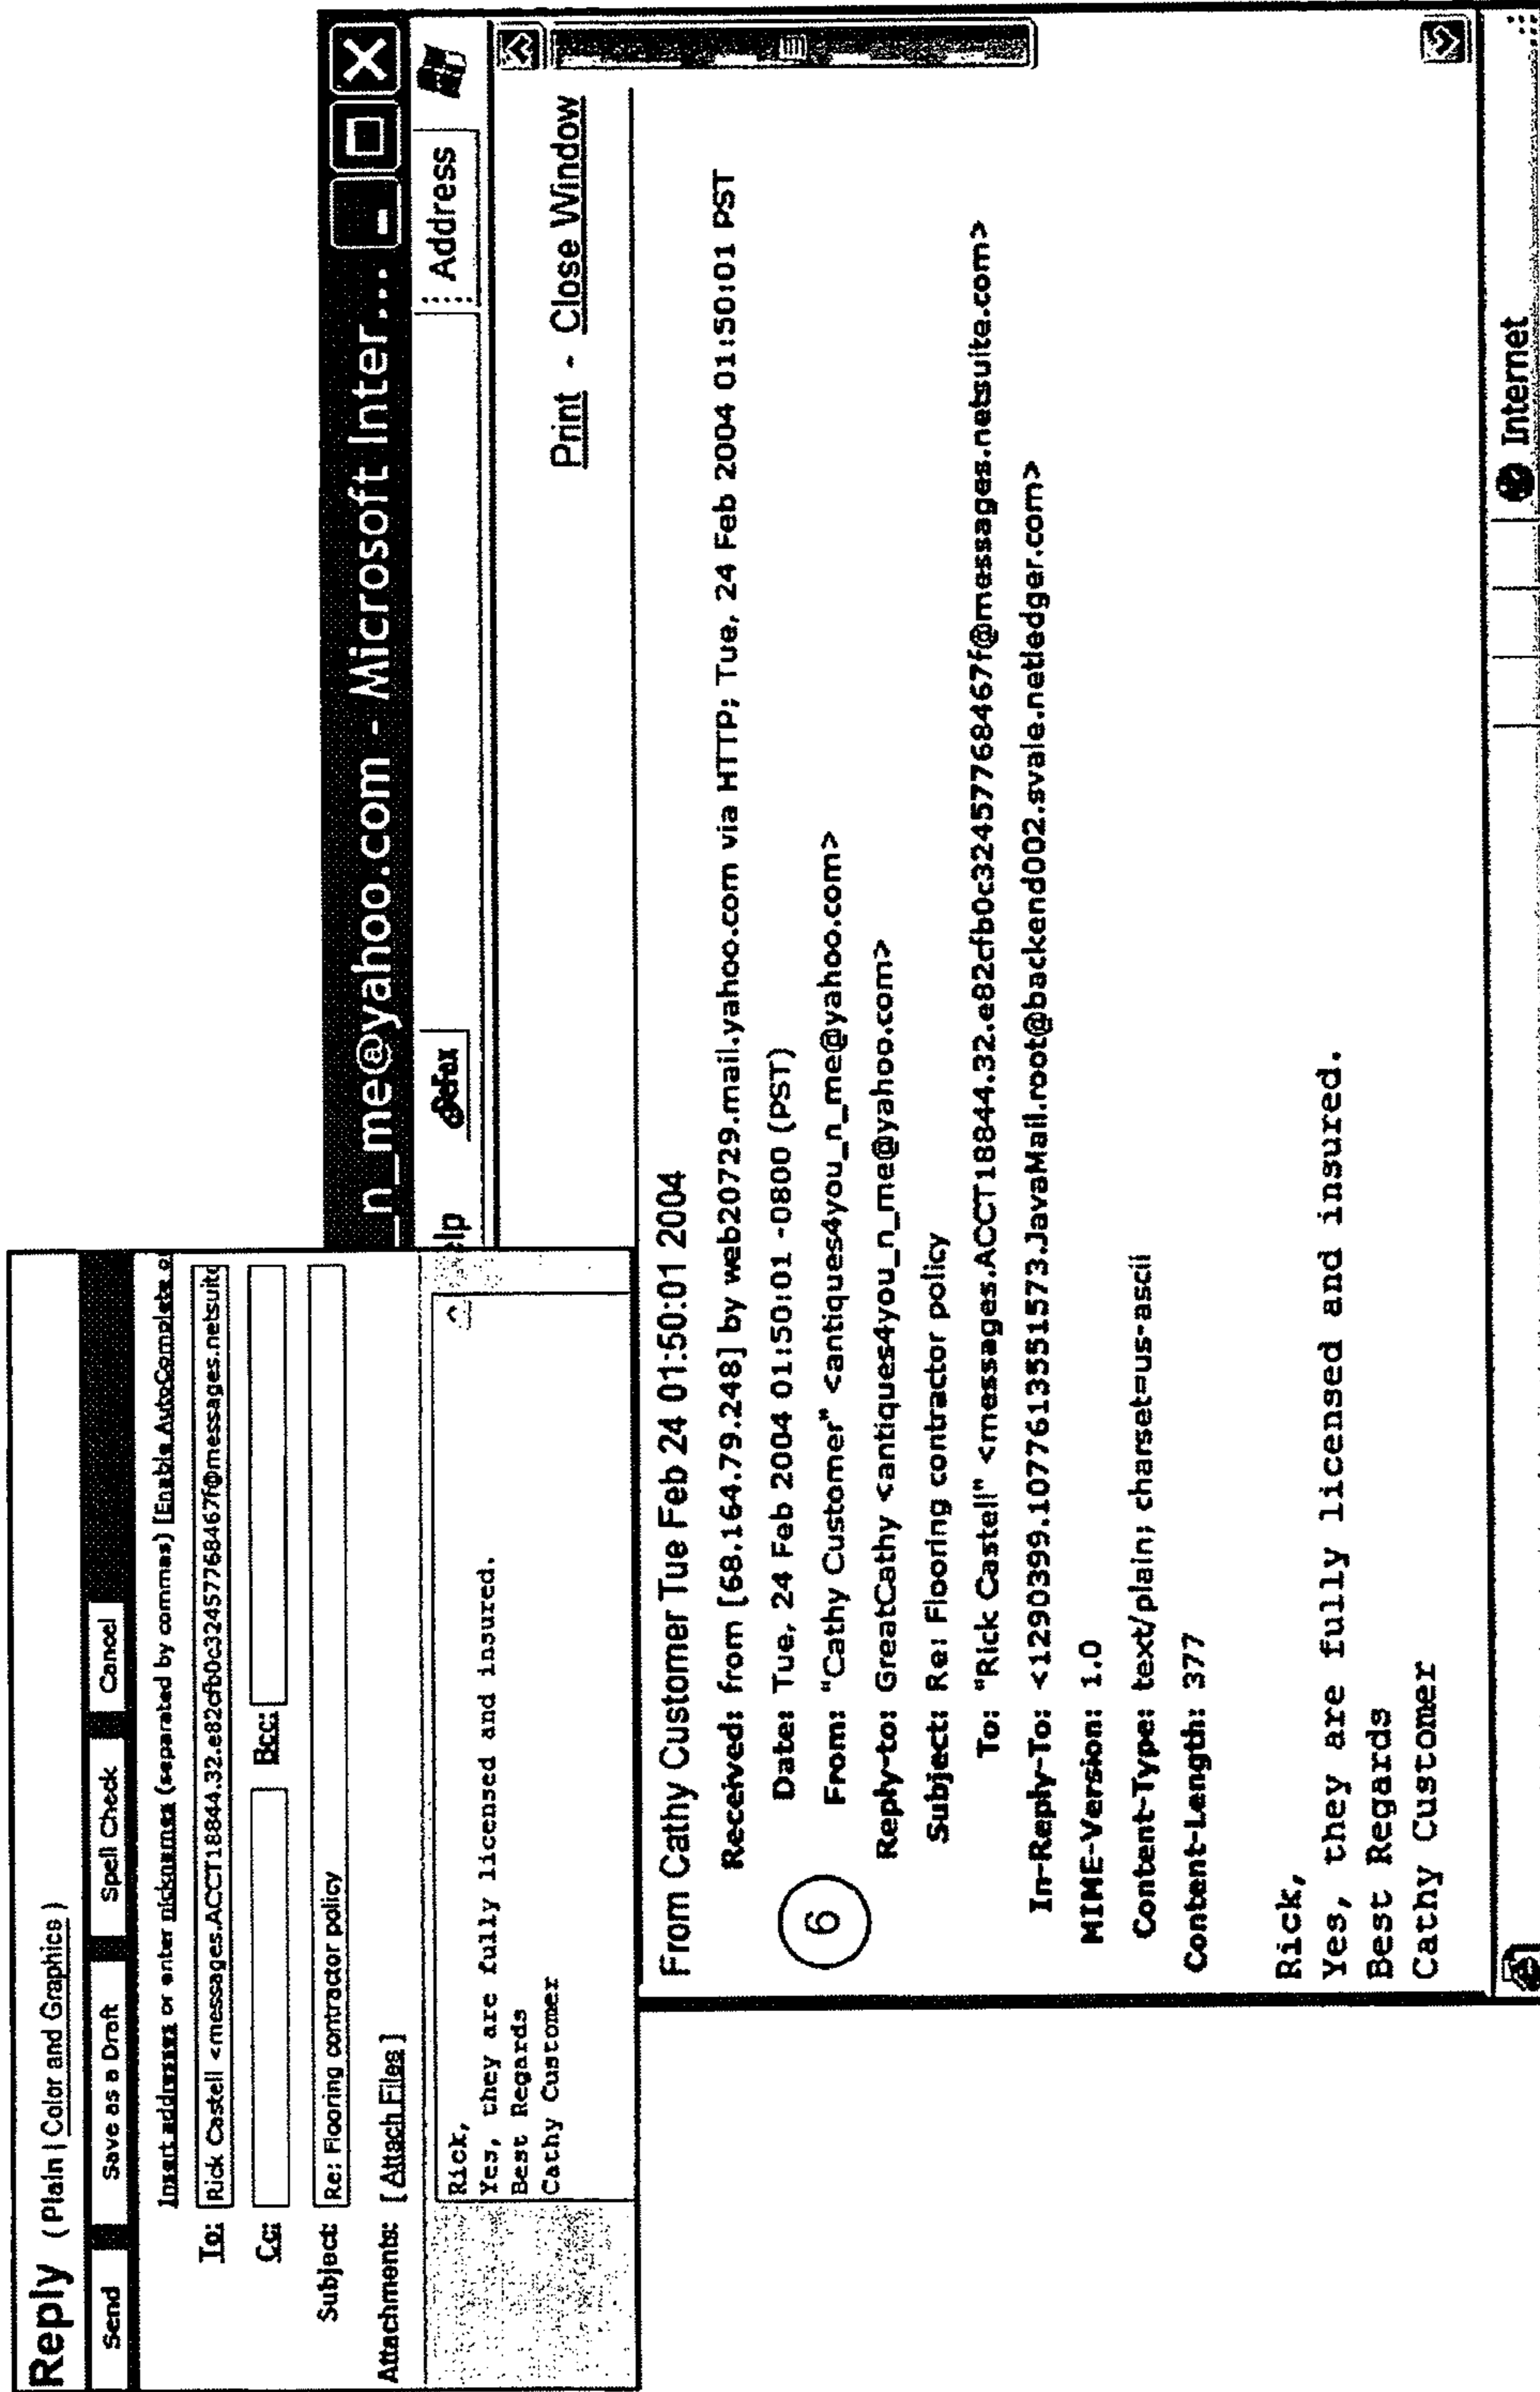 Reply ( Plain | Color and Graphics )
Send Save as a Draft Spell Check Cancel
Insert addresses or enter nicknames (separated by commas) [Enable AutoComplete
To: Rick Castell <messages.ACCT18844.32.e82cfb0c32457768467f@messages.netsuite
Cc: Bcc:
Subject: Re: Flooring contractor policy
Attachments: [ Attach Files ]
Rick,
Yes, they are fully licensed and insured.
Best Regards
Cathy Customer
_n_me@yahoo.com - Microsoft Inter...
elp eFax Address
Print - Close Window
From Cathy Customer Tue Feb 24 01:50:01 2004
Received: from [68.164.79.248] by web20729.mail.yahoo.com via HTTP; Tue, 24 Feb 2004 01:50:01 PST
Date: Tue, 24 Feb 2004 01:50:01 -0800 (PST)
6
From: "Cathy Customer" <antiques4you_n_me@yahoo.com>
Reply-to: GreatCathy <antiques4you_n_me@yahoo.com>
Subject: Re: Flooring contractor policy
To: "Rick Castell" <messages.ACCT18844.32.e82cfb0c32457768467f@messages.netsuite.com>
In-Reply-To: <1290399.1077613551573.JavaMail.root@backend002.svale.netledger.com>
MIME-Version: 1.0
Content-Type: text/plain; charset=us-ascii
Content-Length: 377
Rick,
Yes, they are fully licensed and insured.
Best Regards
Cathy Customer
Internet